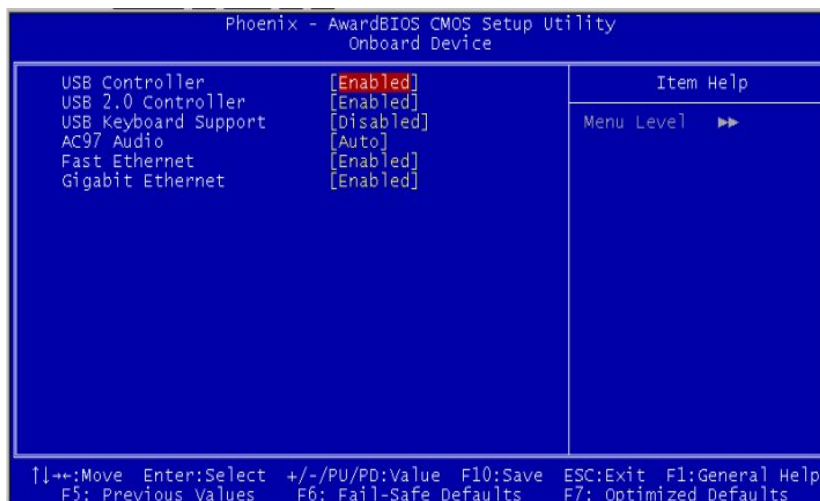 Phoenix - AwardBIOS CMOS Setup Utility
Onboard Device
USB Controller [Enabled]
USB 2.0 Controller [Enabled]
USB Keyboard Support [Disabled]
AC97 Audio [Auto]
Fast Ethernet [Enabled]
Gigabit Ethernet [Enabled]
Item Help
Menu Level ►►
↑↓→←:Move Enter:Select +/-/PU/PD:Value F10:Save ESC:Exit F1:General Help
F5: Previous Values F6: Fail-Safe Defaults F7: Optimized Defaults